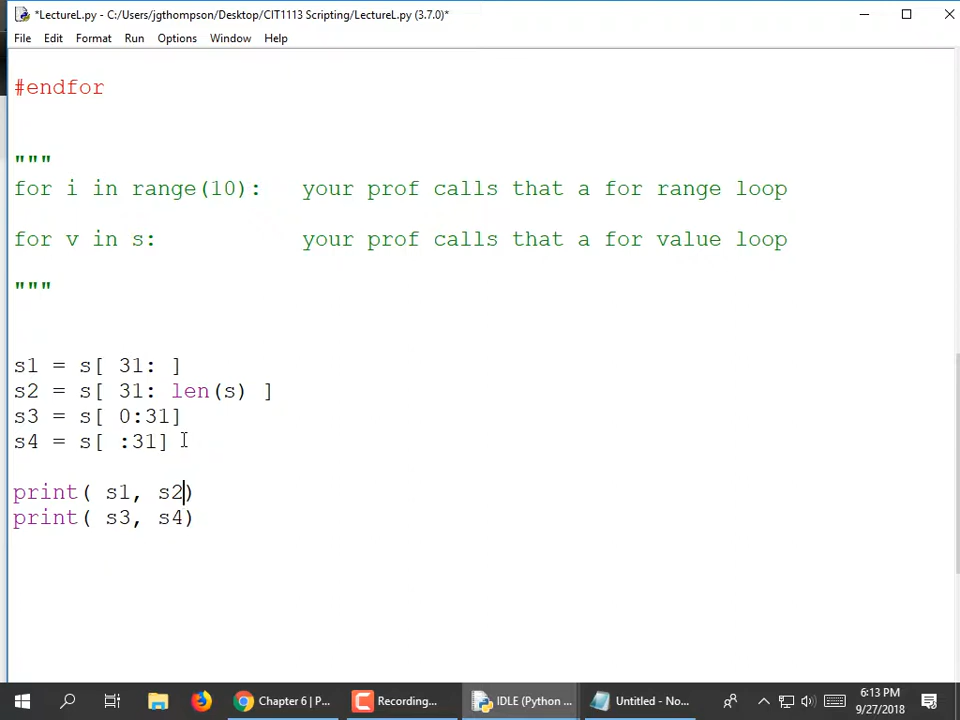 *LectureL.py - C:/Users/jgthompson/Desktop/CIT1113 Scripting/LectureL.py (3.7.0)*
File Edit Format Run Options Window Help
#endfor
"""
for i in range(10):   your prof calls that a for range loop
for v in s:           your prof calls that a for value loop
"""
s1 = s[ 31: ]
s2 = s[ 31: len(s) ]
s3 = s[ 0:31]
s4 = s[ :31]
print( s1, s2)
print( s3, s4)
Chapter 6 | P... Recording... IDLE (Python ... Untitled - No... 6:13 PM
9/27/2018